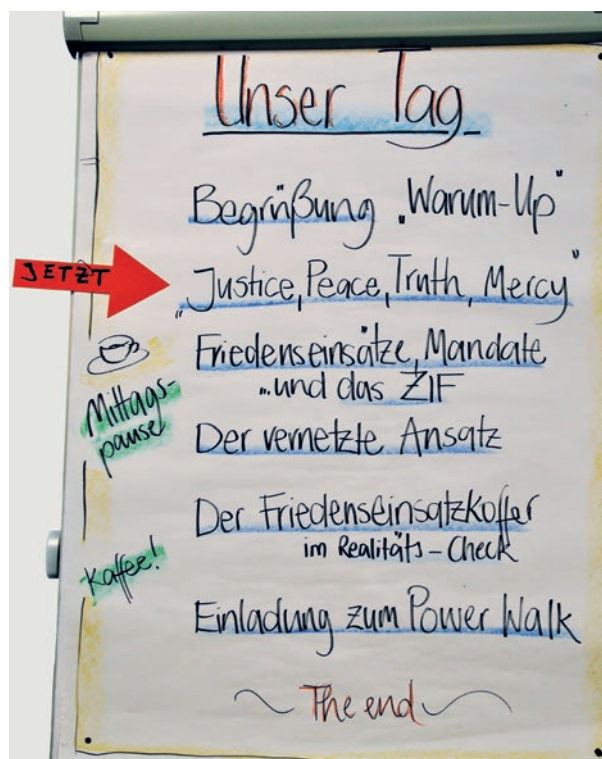 Unser Tag
Begrüßung „Warum-Up"
JETZT
„Justice, Peace, Truth, Mercy"
Friedenseinsätze, Mandate
...und das ZIF
Mittags-
pause
Der vernetzte Ansatz
Der Friedenseinsatzkoffer
im Realitäts-Check
Kaffee!
Einladung zum Power Walk
The end